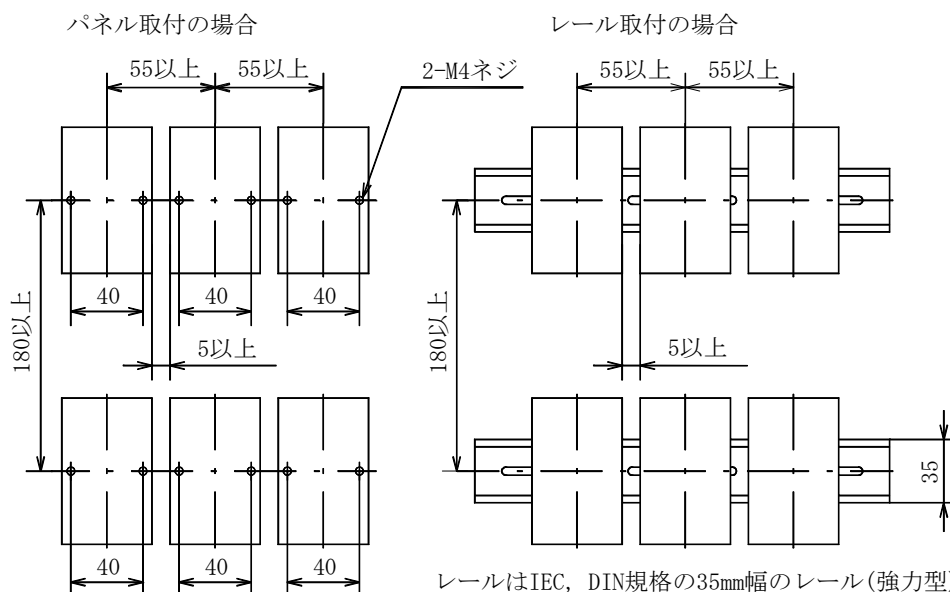 パネル取付の場合
レール取付の場合
55以上
55以上
2-M4ネジ
55以上
55以上
40
40
40
180以上
5以上
180以上
5以上
35
40
40
40
レールはIEC, DIN規格の35mm幅のレール(強力型)